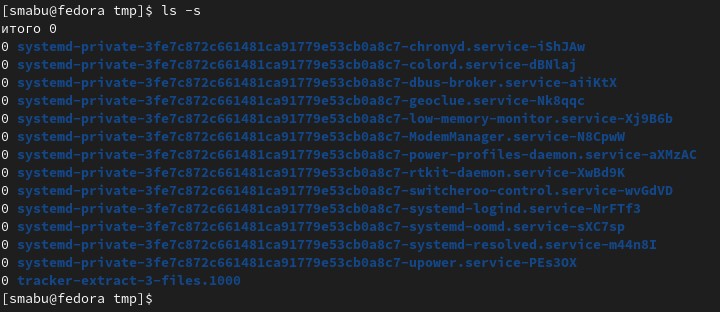 [smabu@fedora tmp]$ ls -s
итого 0
0 systemd-private-3fe7c872c661481ca91779e53cb0a8c7-chronyd.service-iShJAw
0 systemd-private-3fe7c872c661481ca91779e53cb0a8c7-colord.service-dBNlaj
0 systemd-private-3fe7c872c661481ca91779e53cb0a8c7-dbus-broker.service-aiiKtX
0 systemd-private-3fe7c872c661481ca91779e53cb0a8c7-geoclue.service-Nk8qqc
0 systemd-private-3fe7c872c661481ca91779e53cb0a8c7-low-memory-monitor.service-Xj9B6b
0 systemd-private-3fe7c872c661481ca91779e53cb0a8c7-ModemManager.service-N8CpwW
0 systemd-private-3fe7c872c661481ca91779e53cb0a8c7-power-profiles-daemon.service-aXMzAC
0 systemd-private-3fe7c872c661481ca91779e53cb0a8c7-rtkit-daemon.service-XwBd9K
0 systemd-private-3fe7c872c661481ca91779e53cb0a8c7-switcheroo-control.service-wvGdVD
0 systemd-private-3fe7c872c661481ca91779e53cb0a8c7-systemd-logind.service-NrFTf3
0 systemd-private-3fe7c872c661481ca91779e53cb0a8c7-systemd-oomd.service-sXC7sp
0 systemd-private-3fe7c872c661481ca91779e53cb0a8c7-systemd-resolved.service-m44n8I
0 systemd-private-3fe7c872c661481ca91779e53cb0a8c7-upower.service-PEs3OX
0 tracker-extract-3-files.1000
[smabu@fedora tmp]$